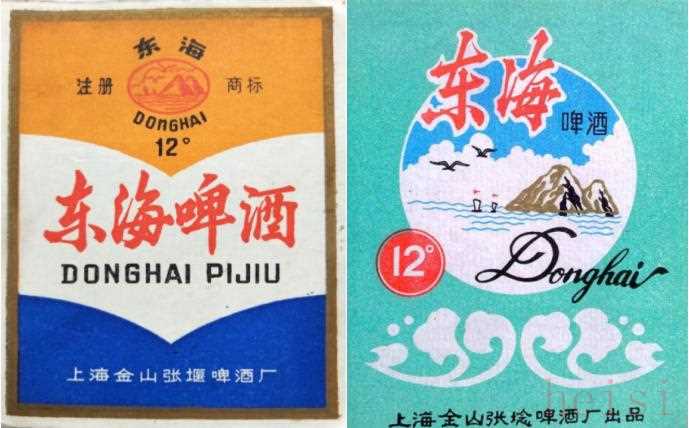 东海
注册 商标
DONGHAI
12°
东海啤酒
DONGHAI PIJIU
上海金山张堰啤酒厂
东海
啤酒
12°
Donghai
上海金山张埝啤酒厂出品
heisi